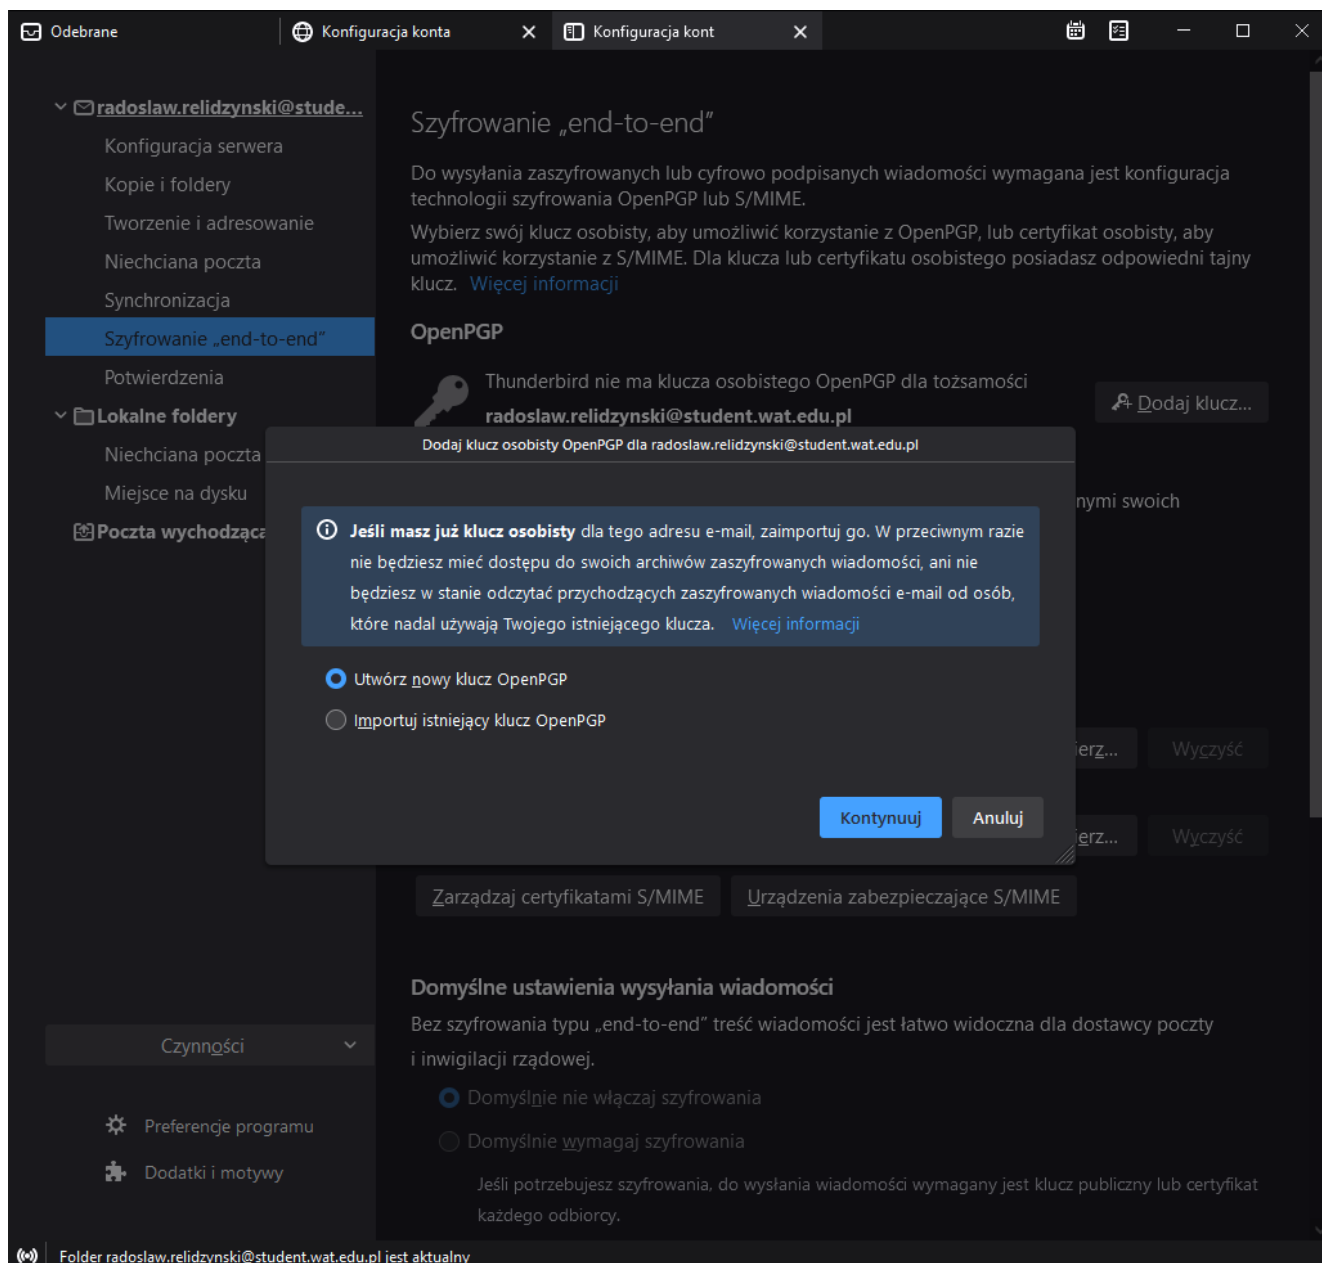 Odebrane
Konfiguracja konta
Konfiguracja kont
radoslaw.relidzynski@stude...
Konfiguracja serwera
Kopie i foldery
Tworzenie i adresowanie
Niechciana poczta
Synchronizacja
Szyfrowanie „end-to-end”
Potwierdzenia
Lokalne foldery
Niechciana poczta
Miejsce na dysku
Poczta wychodząca
Czynności
Preferencje programu
Dodatki i motywy
Szyfrowanie „end-to-end”
Do wysyłania zaszyfrowanych lub cyfrowo podpisanych wiadomości wymagana jest konfiguracja
technologii szyfrowania OpenPGP lub S/MIME.
Wybierz swój klucz osobisty, aby umożliwić korzystanie z OpenPGP, lub certyfikat osobisty, aby
umożliwić korzystanie z S/MIME. Dla klucza lub certyfikatu osobistego posiadasz odpowiedni tajny
klucz. Więcej informacji
OpenPGP
Thunderbird nie ma klucza osobistego OpenPGP dla tożsamości
radoslaw.relidzynski@student.wat.edu.pl
Dodaj klucz...
Dodaj klucz osobisty OpenPGP dla radoslaw.relidzynski@student.wat.edu.pl
Jeśli masz już klucz osobisty dla tego adresu e-mail, zaimportuj go. W przeciwnym razie
nie będziesz mieć dostępu do swoich archiwów zaszyfrowanych wiadomości, ani nie
będziesz w stanie odczytać przychodzących zaszyfrowanych wiadomości e-mail od osób,
które nadal używają Twojego istniejącego klucza. Więcej informacji
Utwórz nowy klucz OpenPGP
Importuj istniejący klucz OpenPGP
Kontynuuj
Anuluj
swoich
Wyczyść
Wyczyść
Zarządzaj certyfikatami S/MIME
Urządzenia zabezpieczające S/MIME
Domyślne ustawienia wysyłania wiadomości
Bez szyfrowania typu „end-to-end” treść wiadomości jest łatwo widoczna dla dostawcy poczty
i inwigilacji rządowej.
Domyślnie nie włączaj szyfrowania
Domyślnie wymagaj szyfrowania
Jeśli potrzebujesz szyfrowania, do wysłania wiadomości wymagany jest klucz publiczny lub certyfikat
każdego odbiorcy.
Folder radoslaw.relidzynski@student.wat.edu.pl jest aktualny